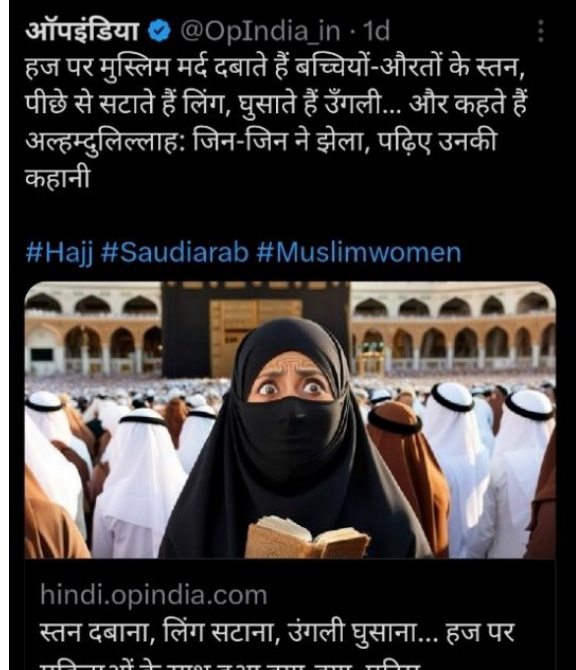 ऑपइंडिया @OpIndia_in · 1d
हज पर मुस्लिम मर्द दबाते हैं बच्चियों-औरतों के स्तन,
पीछे से सटाते हैं लिंग, घुसाते हैं उँगली... और कहते हैं
अल्हम्दुलिल्लाह: जिन-जिन ने झेला, पढ़िए उनकी
कहानी
#Hajj #Saudiarab #Muslimwomen
hindi.opindia.com
स्तन दबाना, लिंग सटाना, उंगली घुसाना... हज पर